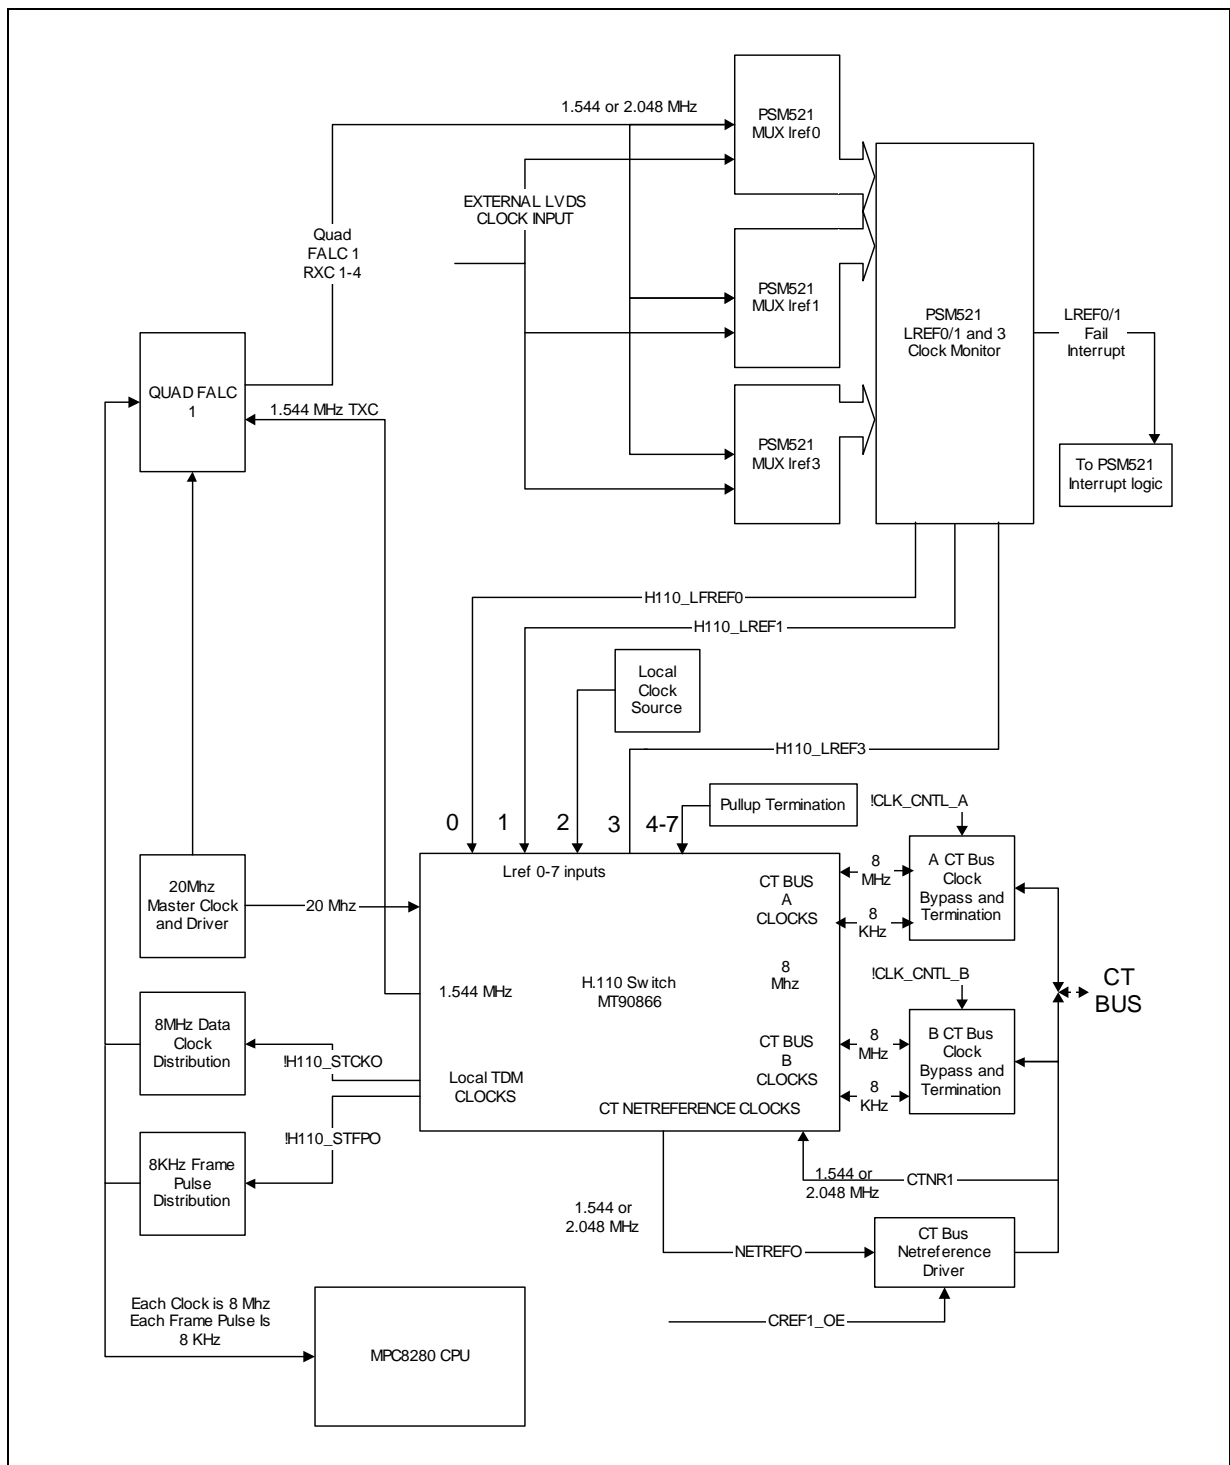 1.544 or 2.048 MHz
PSM521
MUX lref0
EXTERNAL LVDS
CLOCK INPUT
Quad
FALC 1
RXC 1-4
PSM521
MUX lref1
PSM521
LREF0/1 and 3
Clock Monitor
LREF0/1
Fail
Interrupt
QUAD FALC
1
1.544 MHz TXC
PSM521
MUX lref3
To PSM521
Interrupt logic
H110_LFREF0
H110_LREF1
Local
Clock
Source
H110_LREF3
Pullup Termination
!CLK_CNTL_A
0
1
2
3
4-7
Lref 0-7 inputs
20Mhz
Master Clock
and Driver
20 Mhz
CT BUS
A
CLOCKS
8
MHz
8
KHz
A CT Bus
Clock
Bypass and
Termination
1.544 MHz
H.110 Switch
MT90866
8
Mhz
!CLK_CNTL_B
CT
BUS
8MHz Data
Clock
Distribution
!H110_STCKO
Local TDM
CLOCKS
CT BUS
B
CLOCKS
8
MHz
8
KHz
B CT Bus
Clock
Bypass and
Termination
CT NETREFERENCE CLOCKS
!H110_STFPO
8KHz Frame
Pulse
Distribution
1.544 or
2.048 MHz
CTNR1
1.544 or
2.048 MHz
NETREFO
CT Bus
Netreference
Driver
CREF1_OE
Each Clock is 8 Mhz
Each Frame Pulse Is
8 KHz
MPC8280 CPU